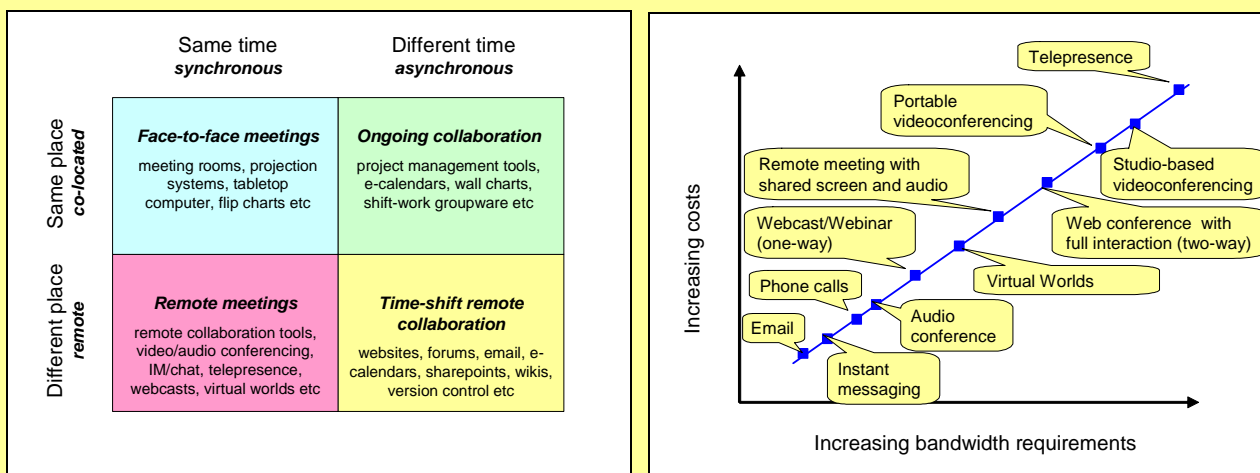 Same time
synchronous
Different time
asynchronous
Same place
co-located
Face-to-face meetings
meeting rooms, projection
systems, tabletop
computer, flip charts etc
Ongoing collaboration
project management tools,
e-calendars, wall charts,
shift-work groupware etc
Different place
remote
Remote meetings
remote collaboration tools,
video/audio conferencing,
IM/chat, telepresence,
webcasts, virtual worlds etc
Time-shift remote
collaboration
websites, forums, email, e-
calendars, sharepoints, wikis,
version control etc
Increasing costs
Telepresence
Portable
videoconferencing
Studio-based
videoconferencing
Remote meeting with
shared screen and audio
Web conference with
full interaction (two-way)
Webcast/Webinar
(one-way)
Virtual Worlds
Phone calls
Audio
conference
Email
Instant
messaging
Increasing bandwidth requirements